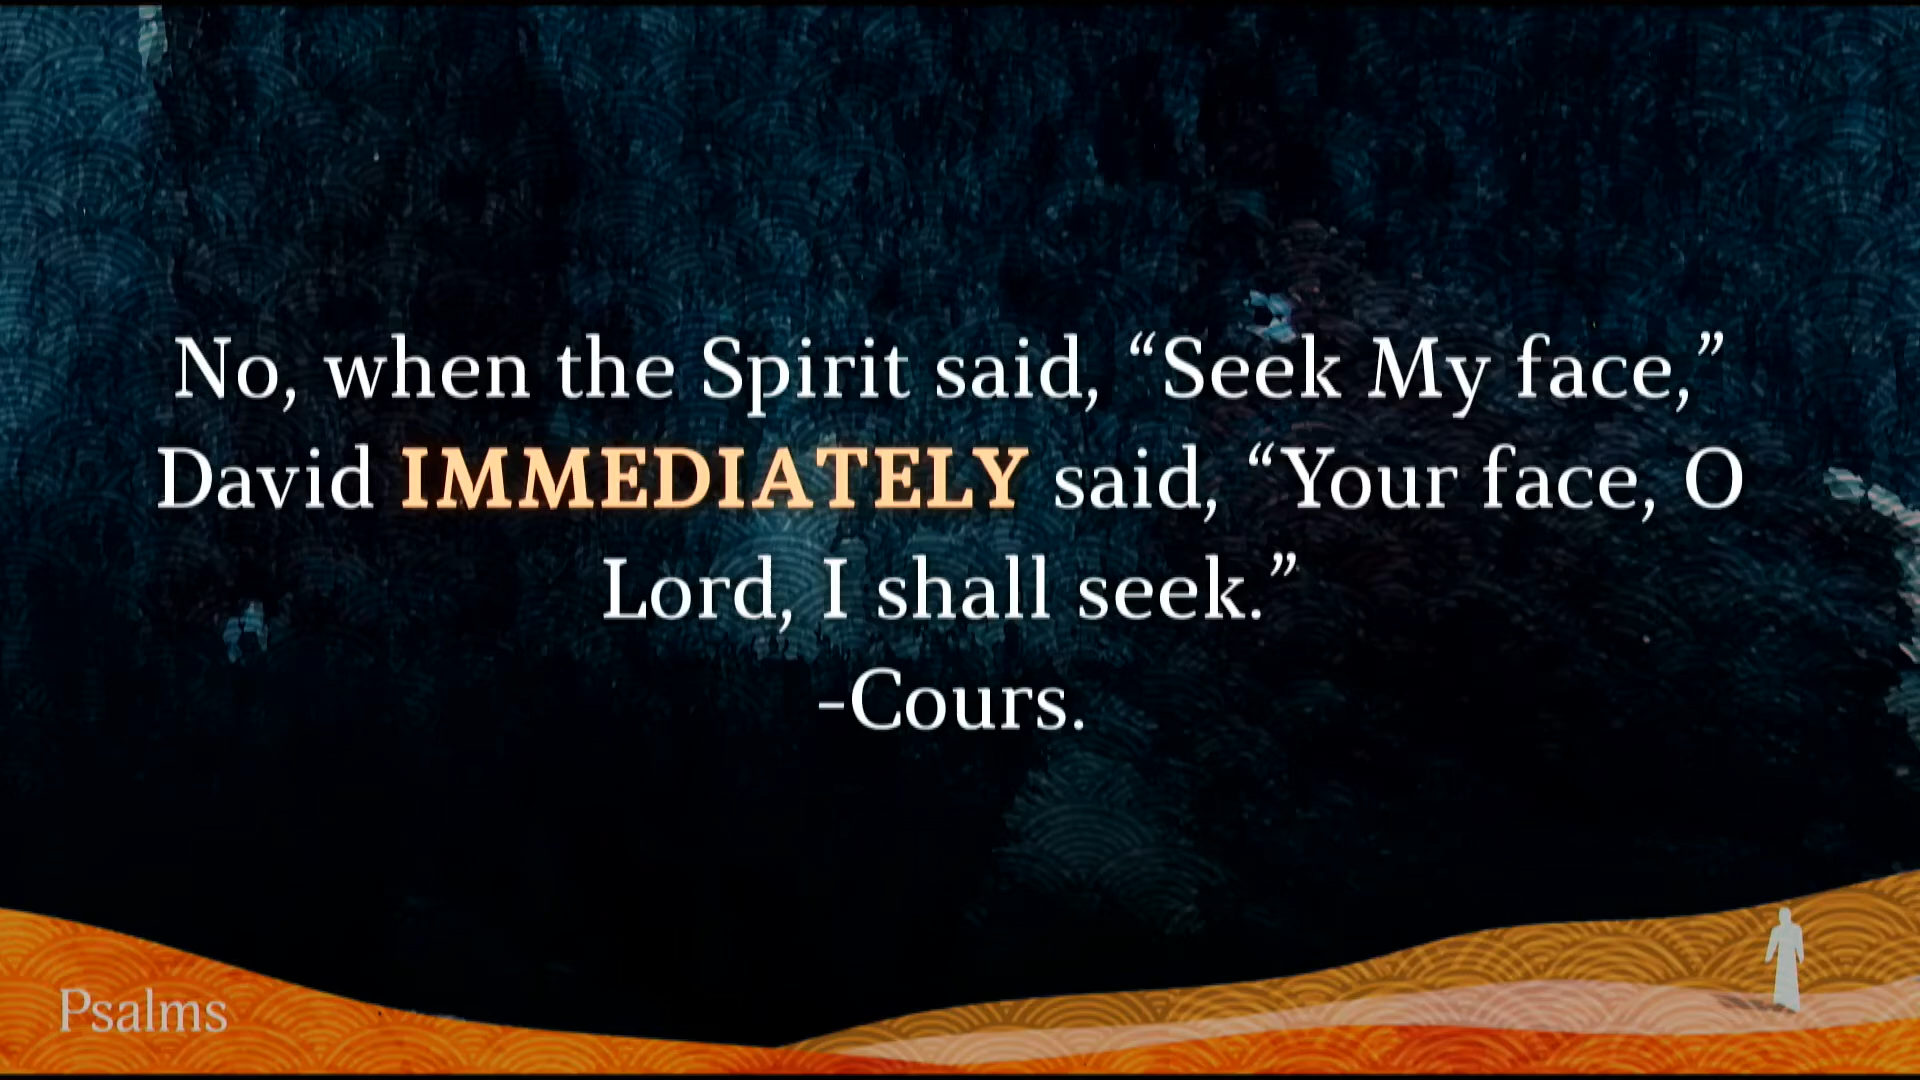 No, when the Spirit said, “Seek My face,”
David IMMEDIATELY said, “Your face, O
Lord, I shall seek.”
-Cours.
Psalms